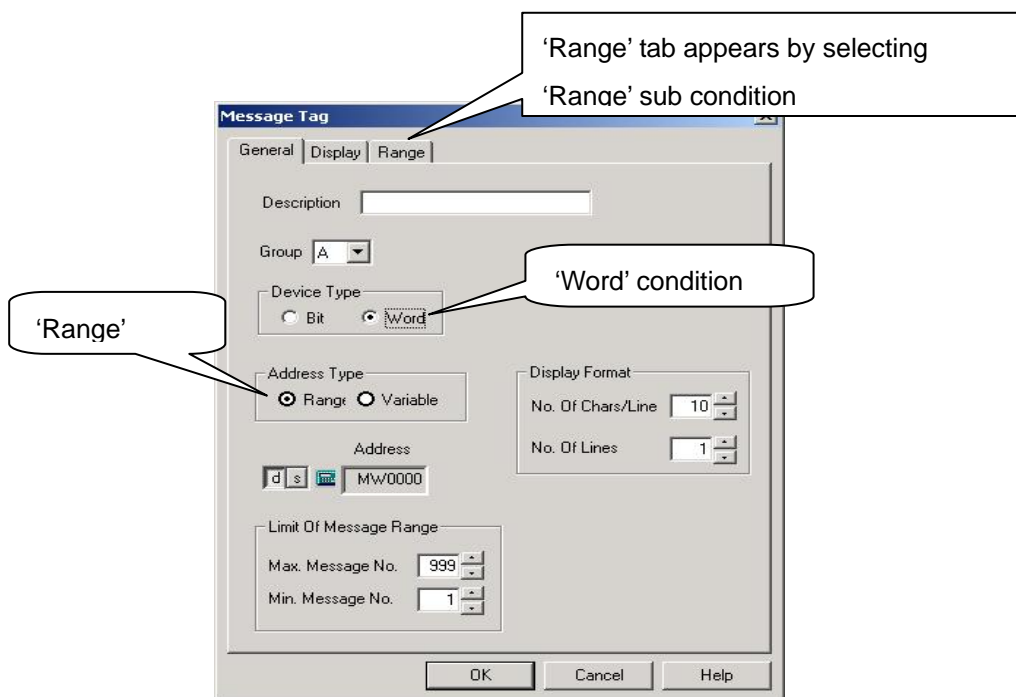 ‘Range’ tab appears by selecting
‘Range’ sub condition
Message Tag
General Display Range
Description
Group A
‘Word’ condition
Device Type
Bit Word
‘Range’
Address Type
Range Variable
Display Format
No. Of Chars/Line 10
No. Of Lines 1
Address
d s MW0000
Limit Of Message Range
Max. Message No. 999
Min. Message No. 1
OK Cancel Help